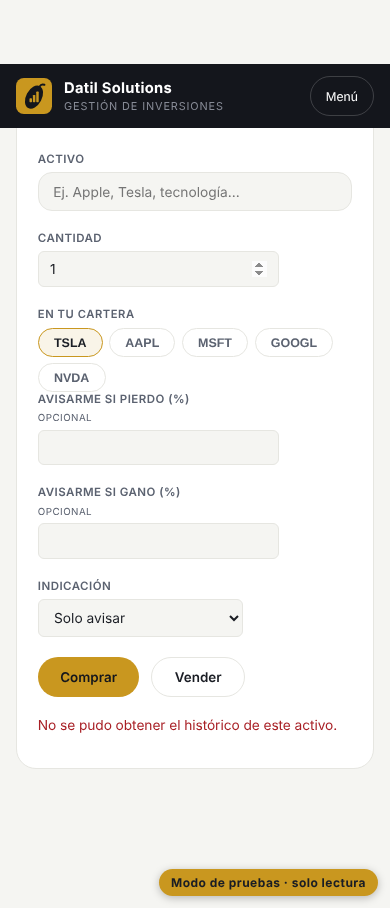 Datil Solutions
GESTIÓN DE INVERSIONES
Menú
ACTIVO
Ej. Apple, Tesla, tecnología...
CANTIDAD
1
EN TU CARTERA
TSLA AAPL MSFT GOOGL
NVDA
AVISARME SI PIERDO (%)
OPCIONAL
AVISARME SI GANO (%)
OPCIONAL
INDICACIÓN
Solo avisar
Comprar Vender
No se pudo obtener el histórico de este activo.
Modo de pruebas · solo lectura